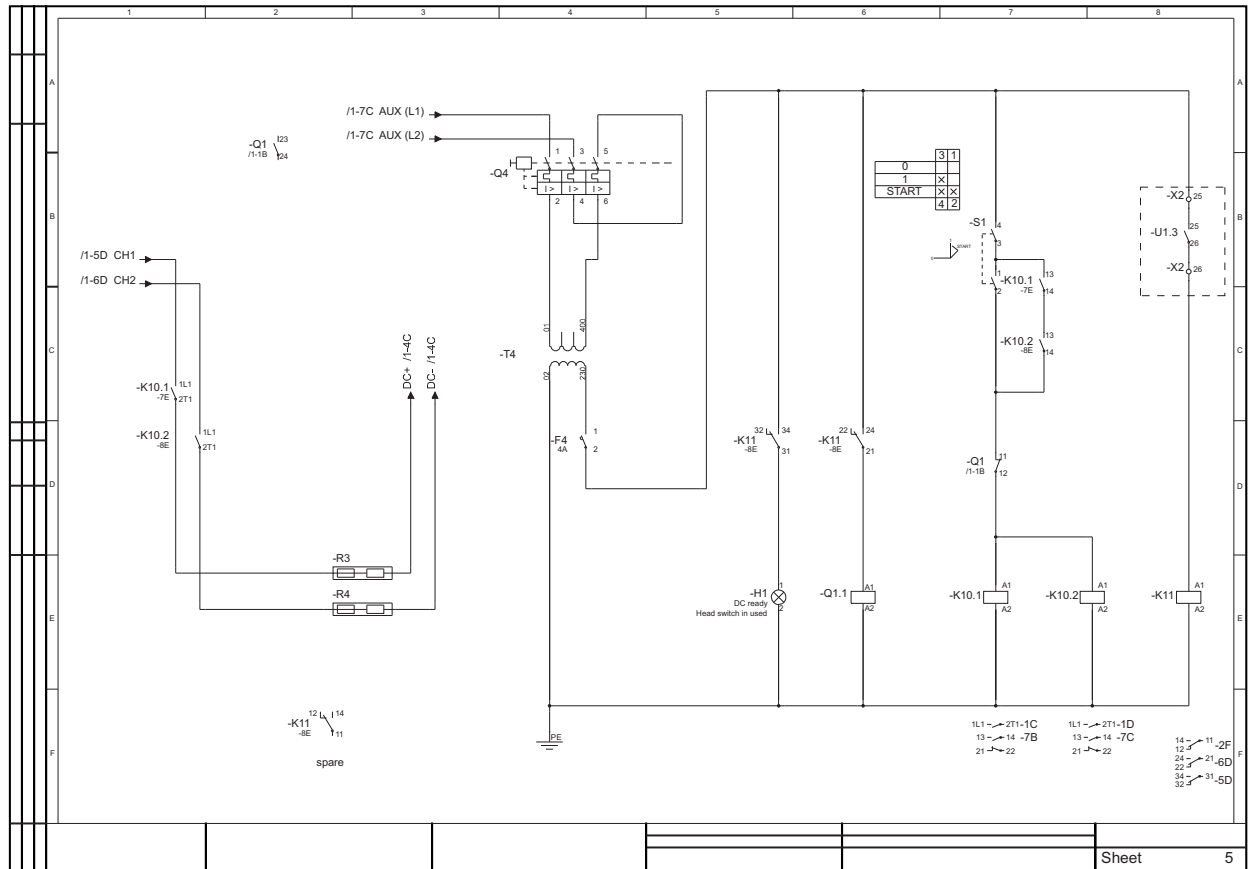 1 2 3 4 5 6 7 8
A A
B B
C C
D D
E E
F F
/1-7C AUX (L1)
/1-7C AUX (L2)
-Q1 23
/1-1B 24
-Q4
1 3 5
I > I > I >
2 4 6
3 1
0
1 ×
START × ×
4 2
/1-5D CH1
/1-6D CH2
-S1 4
3
1
START
0
1
2
-K10.1 13
-7E 14
-K10.2 13
-8E 14
-X2 25
-U1.3 25
26
-X2 26
-T4
01 400
02 230
DC+ /1-4C
DC- /1-4C
-K10.1 1L1
-7E 2T1
-K10.2 1L1
-8E 2T1
-F4 1
4A 2
32 34
-K11
-8E 31
22 24
-K11
-8E 21
-Q1 11
/1-1B 12
-R3
-R4
-H1 1
DC ready 2
Head switch in used
-Q1.1 A1
A2
-K10.1 A1
A2
-K10.2 A1
A2
-K11 A1
A2
12 14
-K11
-8E 11
spare
PE
1L1 2T1 -1C
13 14 -7B
21 22
1L1 2T1 -1D
13 14 -7C
21 22
14 11 -2F
12
24 21 -6D
22
34 31 -5D
32
Sheet 5